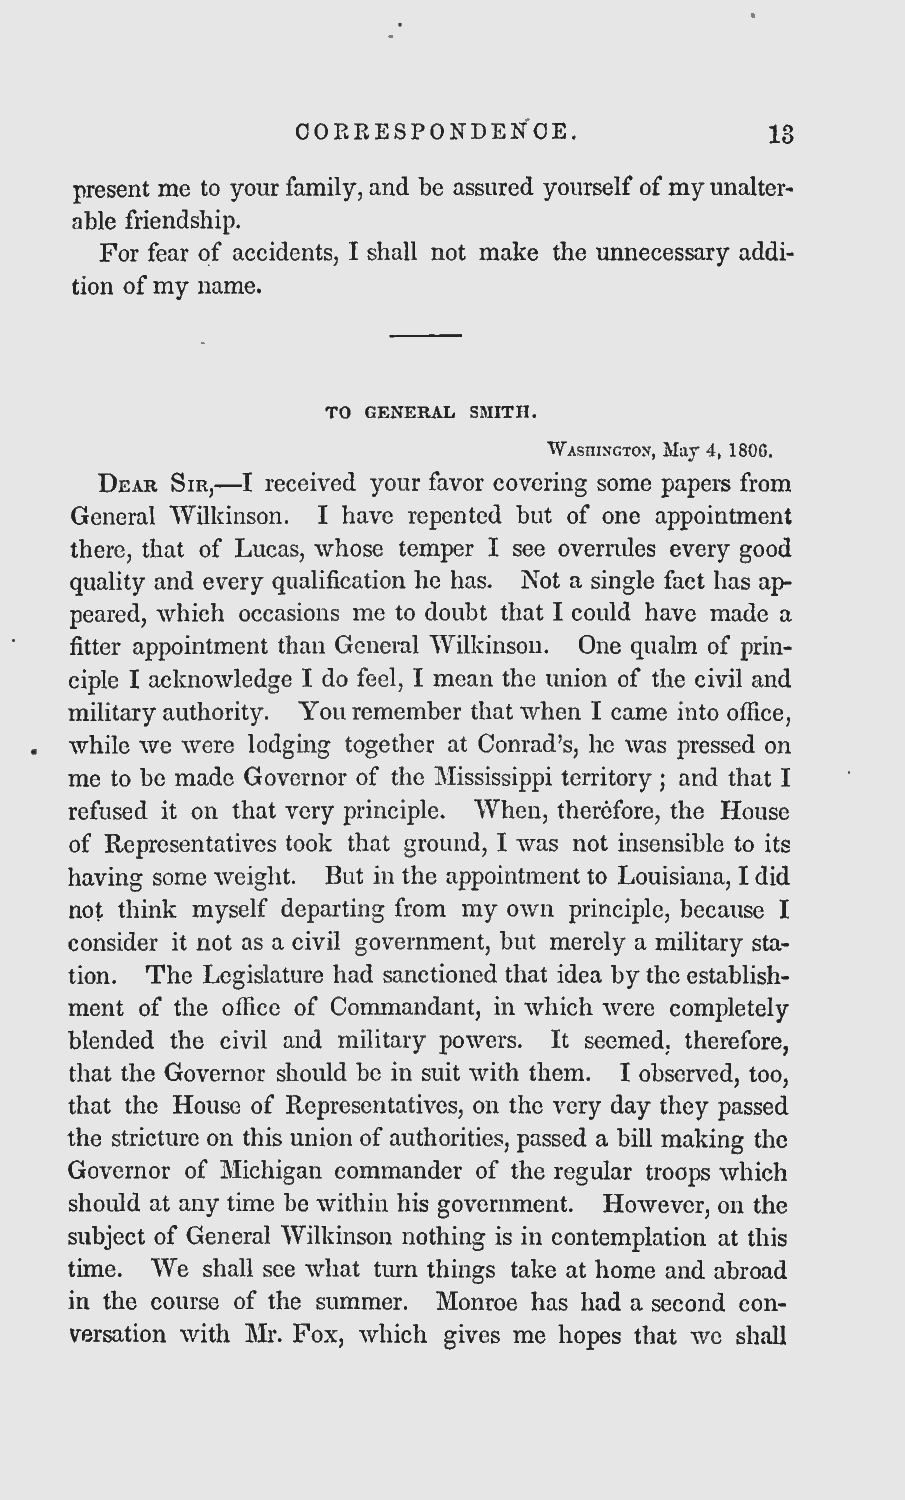 CORRESPONDENCE. 13
present me to your family, and be assured yourself of my unalter-
able friendship.
For fear of accidents, I shall not make the unnecessary addi-
tion of my name.
TO GENERAL SMITH.
WASHINGTON, May 4, 1806.
DEAR SIR,—I received your favor covering some papers from
General Wilkinson. I have repented but of one appointment
there, that of Lucas, whose temper I see overrules every good
quality and every qualification he has. Not a single fact has ap-
peared, which occasions me to doubt that I could have made a
fitter appointment than General Wilkinson. One qualm of prin-
ciple I acknowledge I do feel, I mean the union of the civil and
military authority. You remember that when I came into office,
while we were lodging together at Conrad's, he was pressed on
me to be made Governor of the Mississippi territory; and that I
refused it on that very principle. When, therefore, the House
of Representatives took that ground, I was not insensible to its
having some weight. But in the appointment to Louisiana, I did
not think myself departing from my own principle, because I
consider it not as a civil government, but merely a military sta-
tion. The Legislature had sanctioned that idea by the establish-
ment of the office of Commandant, in which were completely
blended the civil and military powers. It seemed, therefore,
that the Governor should be in suit with them. I observed, too,
that the House of Representatives, on the very day they passed
the stricture on this union of authorities, passed a bill making the
Governor of Michigan commander of the regular troops which
should at any time be within his government. However, on the
subject of General Wilkinson nothing is in contemplation at this
time. We shall see what turn things take at home and abroad
in the course of the summer. Monroe has had a second con-
versation with Mr. Fox, which gives me hopes that we shall